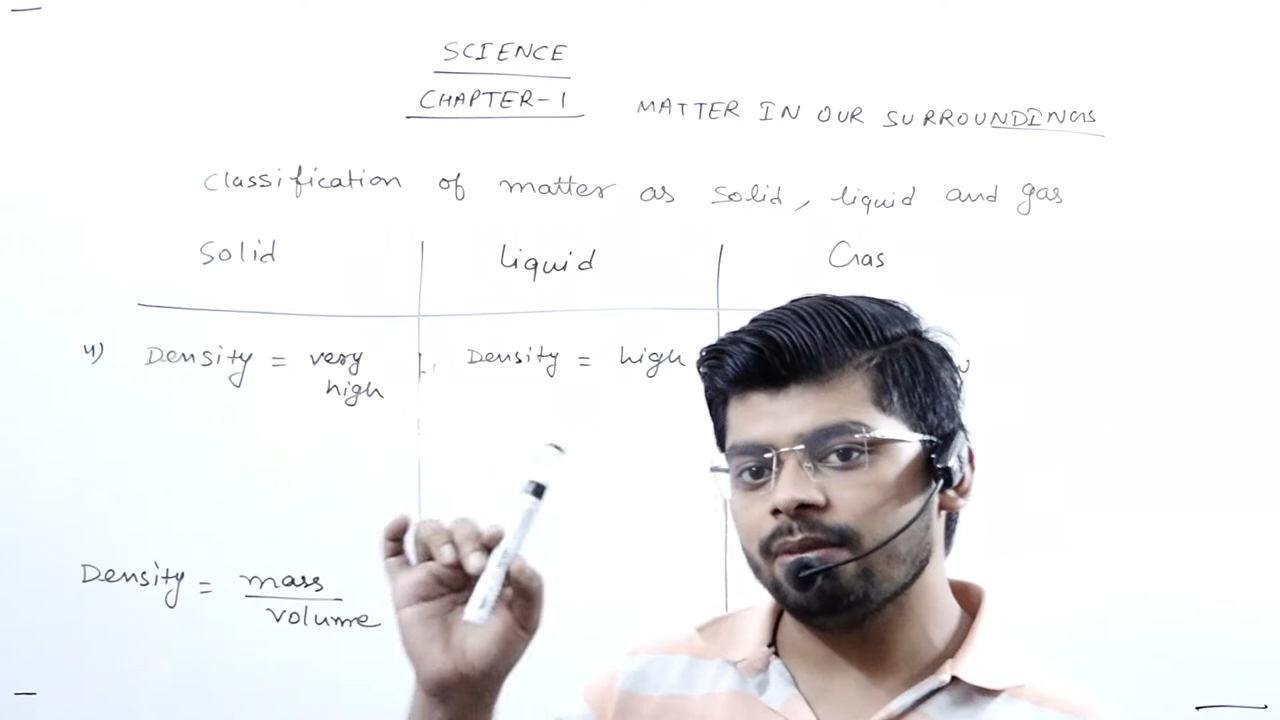 SCIENCE
CHAPTER-1 MATTER IN OUR SURROUNDINGS
Classification of matter as solid, liquid and gas
Solid Liquid Gas
4) Density = very high Density = high
Density = mass
volume